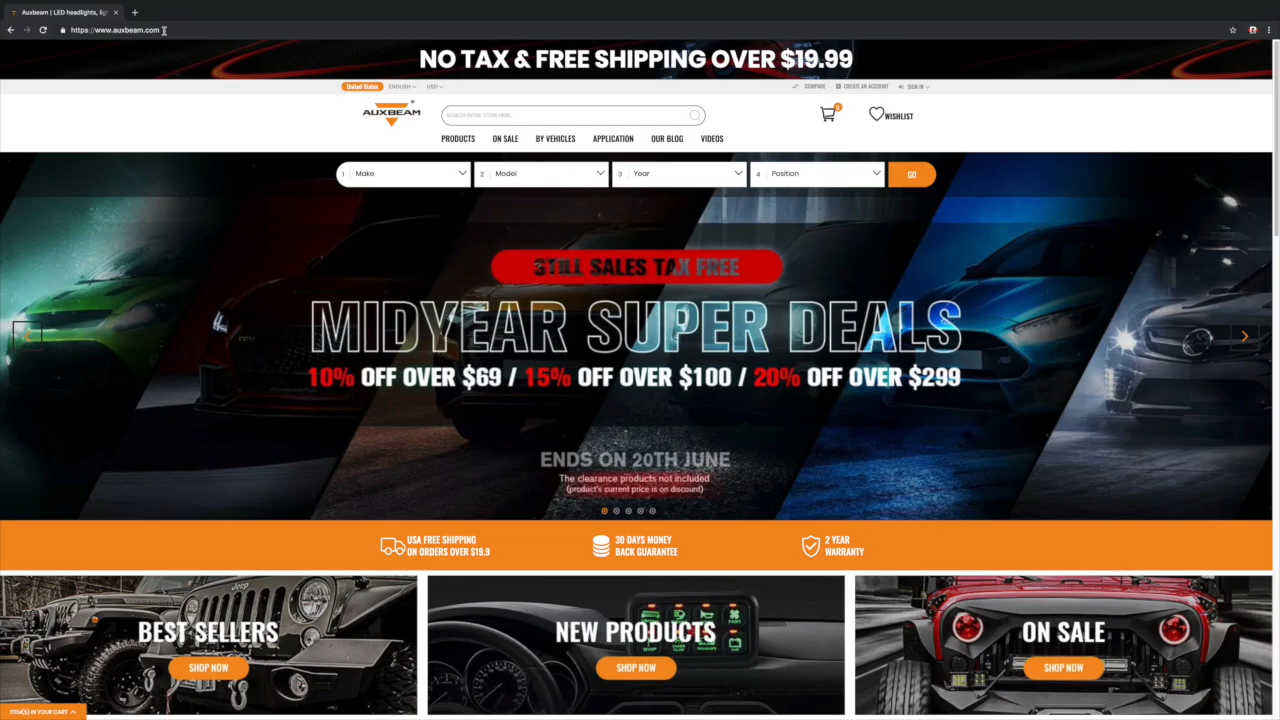 Auxbeam | LED headlights, lig
https://www.auxbeam.com
NO TAX & FREE SHIPPING OVER $19.99
United States ENGLISH USD
COMPARE CREATE AN ACCOUNT SIGN IN
AUXBEAM
SEARCH ENTIRE STORE HERE...
0
WISHLIST
PRODUCTS ON SALE BY VEHICLES APPLICATION OUR BLOG VIDEOS
1 Make 2 Model 3 Year 4 Position GO
STILL SALES TAX FREE
MIDYEAR SUPER DEALS
10% OFF OVER $69 / 15% OFF OVER $100 / 20% OFF OVER $299
ENDS ON 20TH JUNE
The clearance products not included
(product's current price is on discount)
USA FREE SHIPPING
ON ORDERS OVER $19.9
30 DAYS MONEY
BACK GUARANTEE
2 YEAR
WARRANTY
Jeep
BEST SELLERS
SHOP NOW
NEW PRODUCTS
SHOP NOW
ON SALE
SHOP NOW
ITEM(S) IN YOUR CART